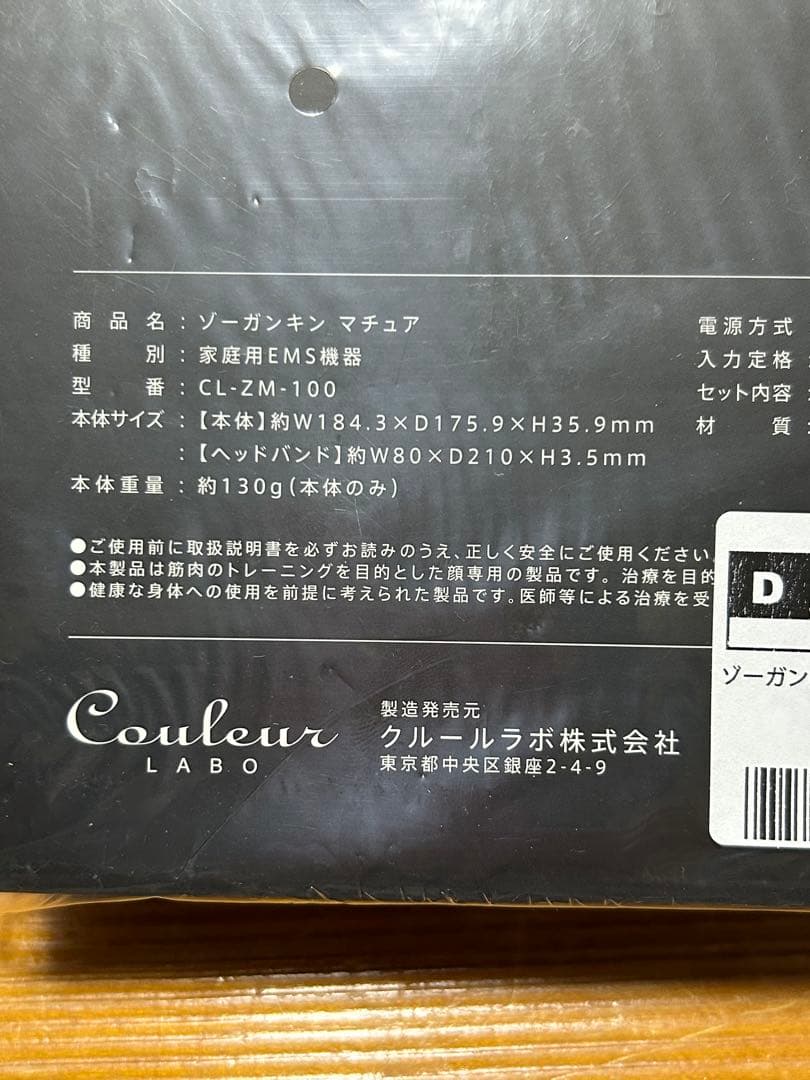 商品名：ゾーガンキン マチュア
種別：家庭用EMS機器
型番：CL-ZM-100
本体サイズ：【本体】約W184.3×D175.9×H35.9mm
：【ヘッドバンド】約W80×D210×H3.5mm
本体重量：約130g(本体のみ)
電源方式
入力定格：
セット内容
材質：
●ご使用前に取扱説明書を必ずお読みのうえ、正しく安全にご使用ください。
●本製品は筋肉のトレーニングを目的とした顔専用の製品です。治療を目的
●健康な身体への使用を前提に考えられた製品です。医師等による治療を受
D
ゾーガン
Couleur
LABO
製造発売元
クルールラボ株式会社
東京都中央区銀座2-4-9